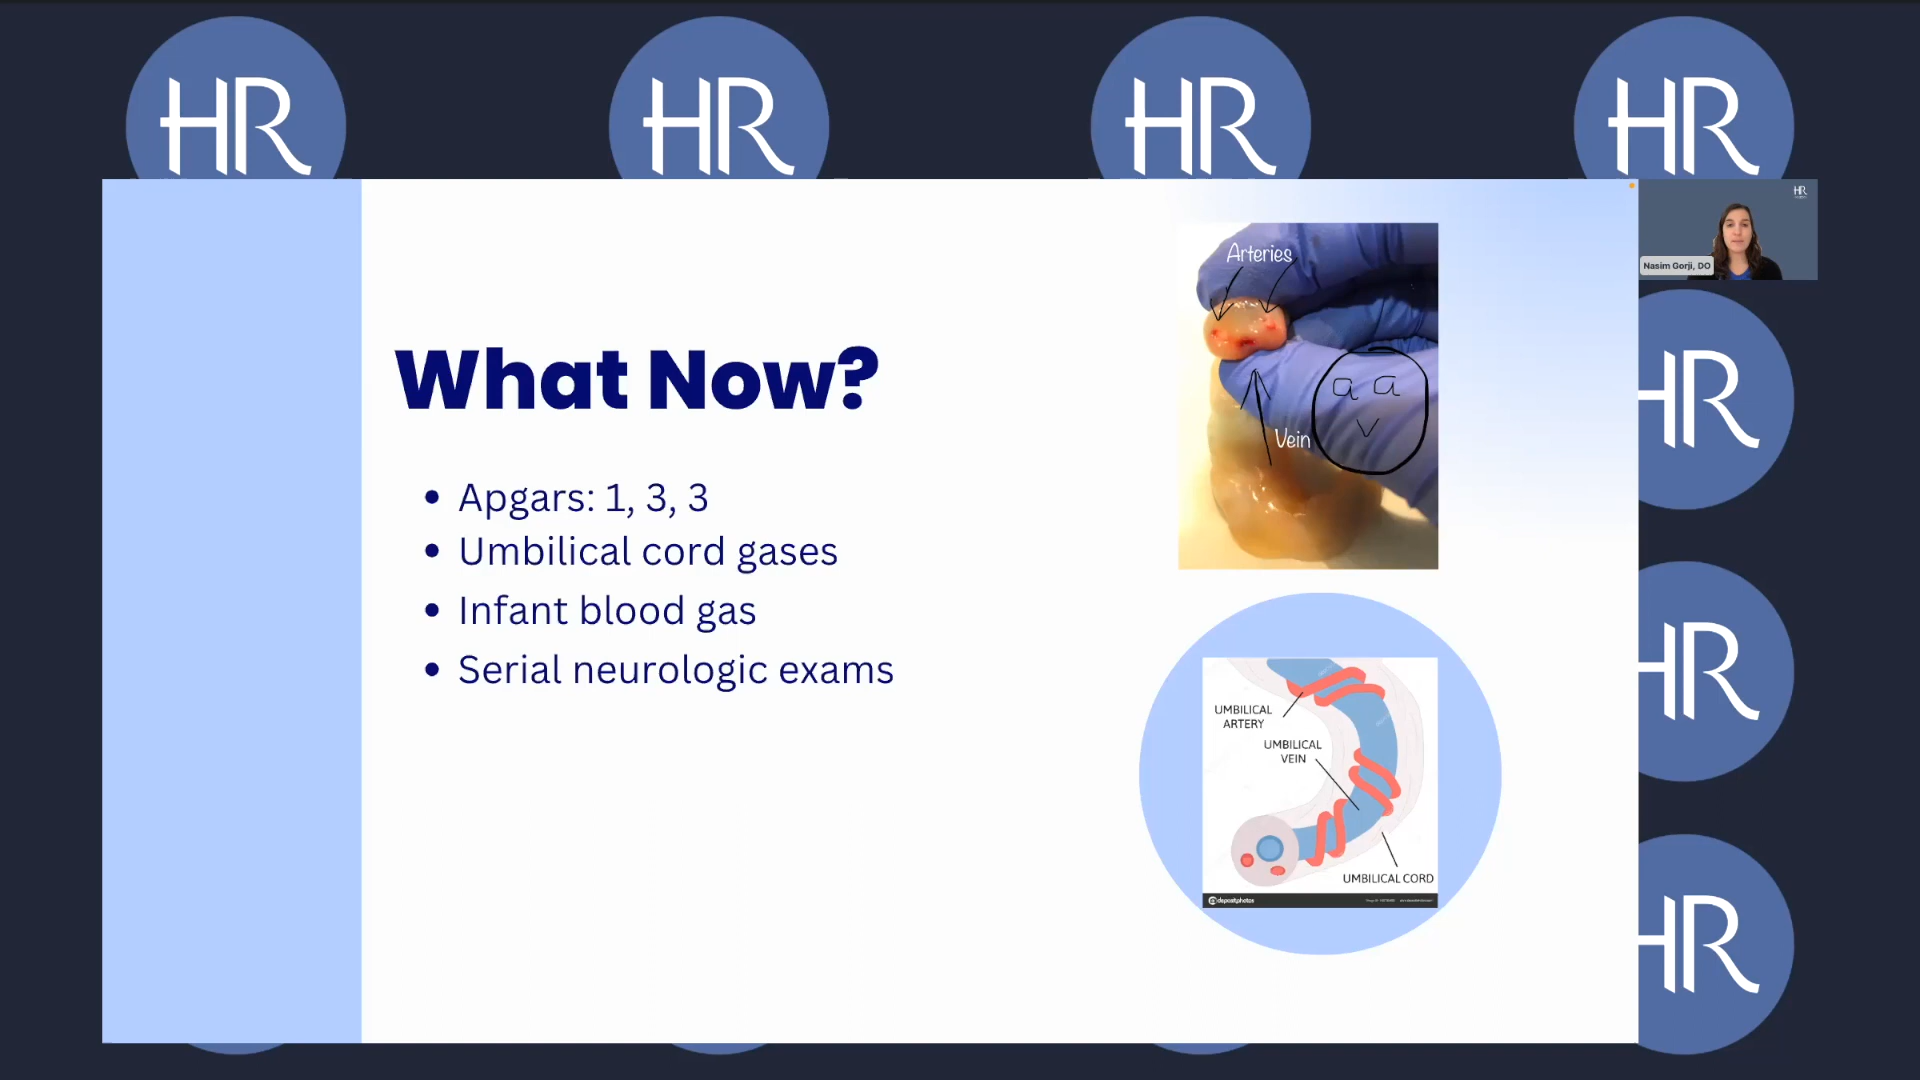 HR
HR
HR
HR
HR
Nasim Gorji, DO
Arteries
a a
v
Vein
What Now?
• Apgars: 1, 3, 3
• Umbilical cord gases
• Infant blood gas
• Serial neurologic exams
UMBILICAL
ARTERY
UMBILICAL
VEIN
UMBILICAL CORD
depositphotos
HR
HR
HR